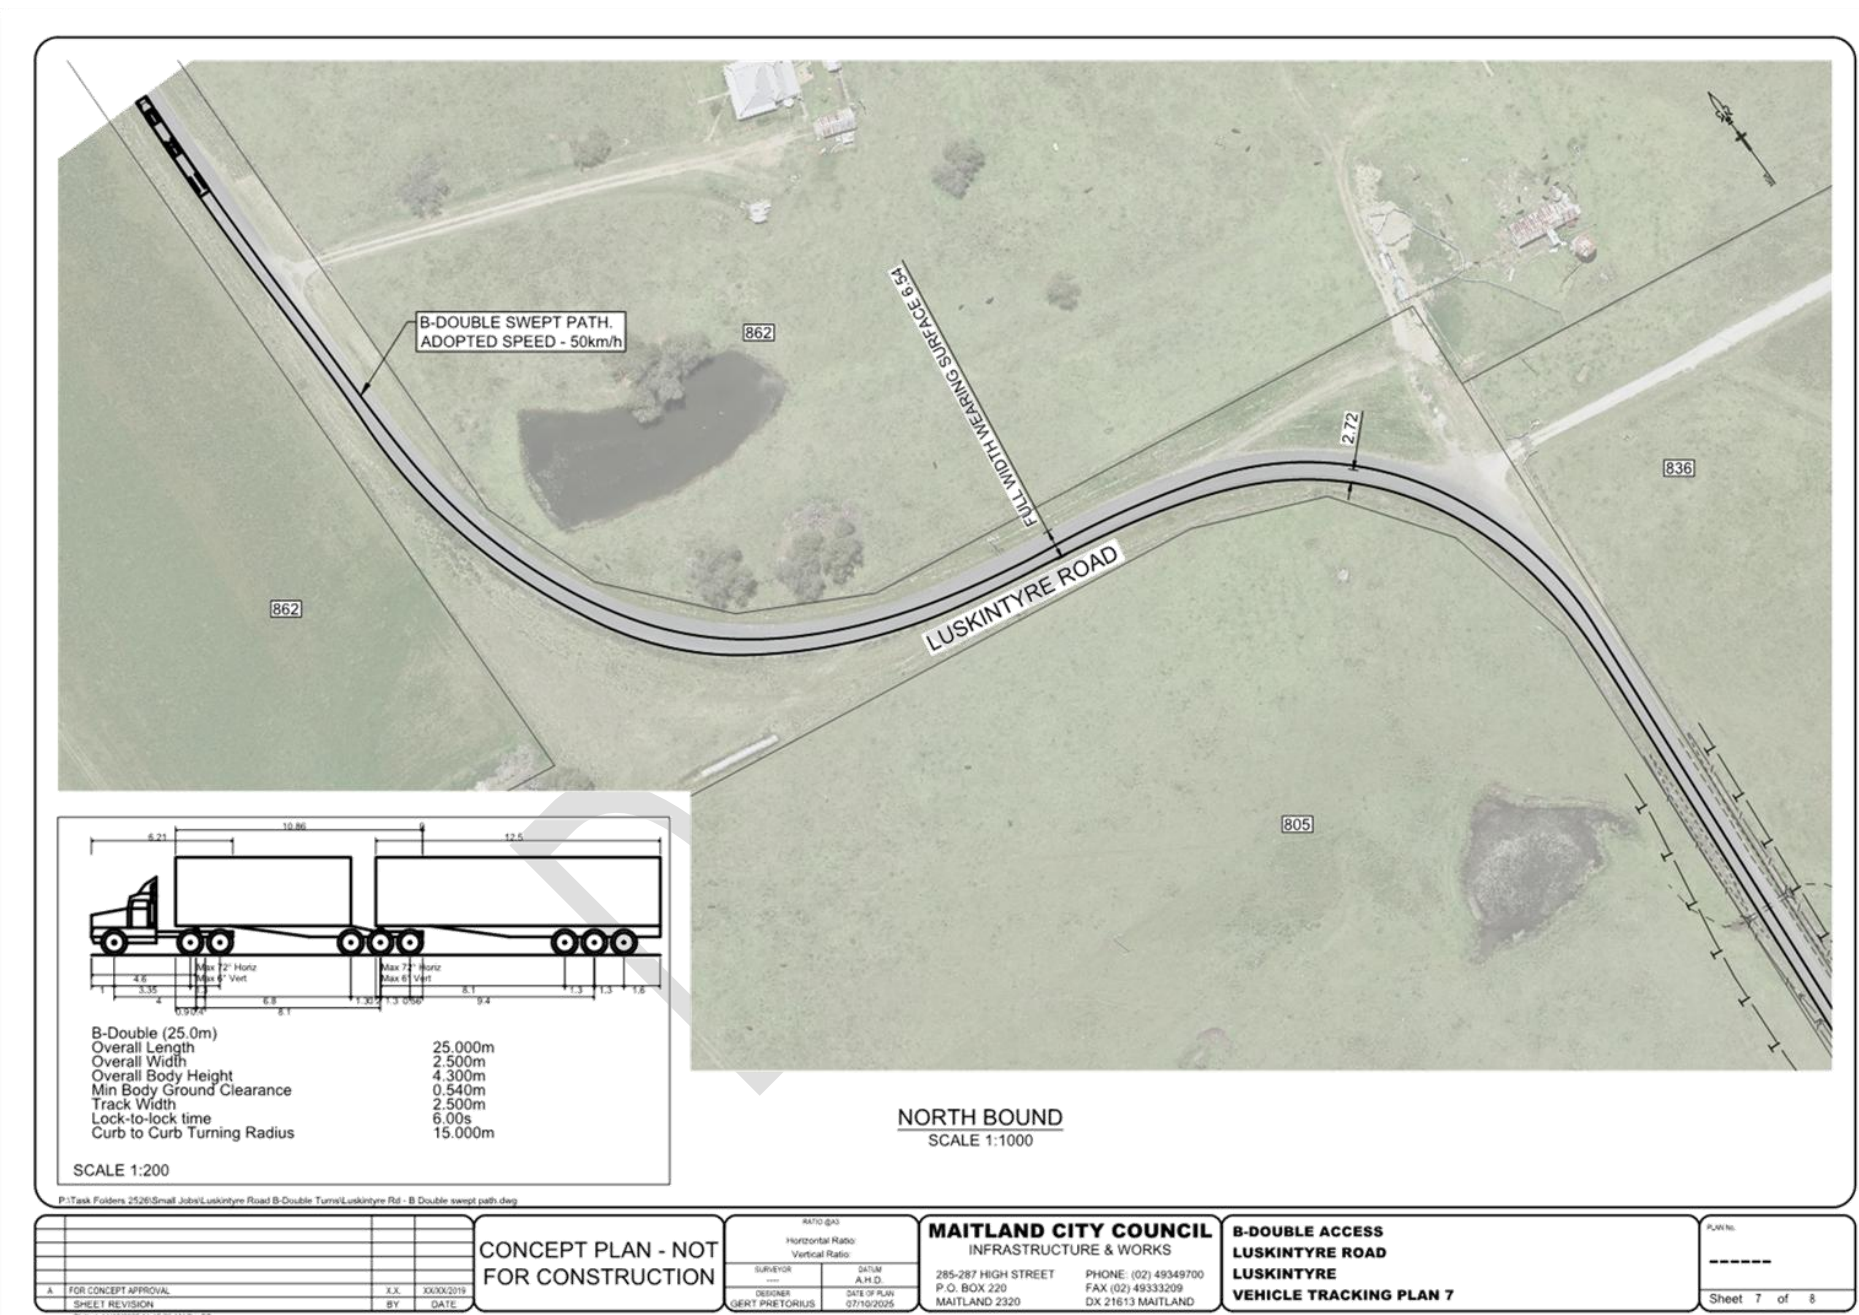 B-DOUBLE SWEPT PATH.
ADOPTED SPEED - 50km/h
862
FULL WIDTH WEARING SURFACE 6.54
2.72
836
LUSKINTYRE ROAD
862
805
10.86
6.21
12.5
Max 72° Horiz
Max 6° Vert
Max 72° Horiz
Max 6° Vert
4.6
1
3.35
4
6.8
8.1
1.3
8.1
9.4
1.3
1.3
1.6
B-Double (25.0m)
Overall Length 25.000m
Overall Width 2.500m
Overall Body Height 4.300m
Min Body Ground Clearance 0.540m
Track Width 2.500m
Lock-to-lock time 6.00s
Curb to Curb Turning Radius 15.000m
SCALE 1:200
NORTH BOUND
SCALE 1:1000
P:\Task Folders 2526\Small Jobs\Luskintyre Road B-Double Turns\Luskintyre Rd - B Double swept path.dwg
A FOR CONCEPT APPROVAL X.X. XX/XX/2019
SHEET REVISION BY DATE
CONCEPT PLAN - NOT
FOR CONSTRUCTION
RATIO @A3
Horizontal Ratio:
Vertical Ratio:
SURVEYOR
----
DATUM
A.H.D.
DESIGNER
GERT PRETORIUS
DATE OF PLAN
07/10/2025
MAITLAND CITY COUNCIL
INFRASTRUCTURE & WORKS
285-287 HIGH STREET
P.O. BOX 220
MAITLAND 2320
PHONE: (02) 49349700
FAX (02) 49333209
DX 21613 MAITLAND
B-DOUBLE ACCESS
LUSKINTYRE ROAD
LUSKINTYRE
VEHICLE TRACKING PLAN 7
PLAN No.
------
Sheet 7 of 8